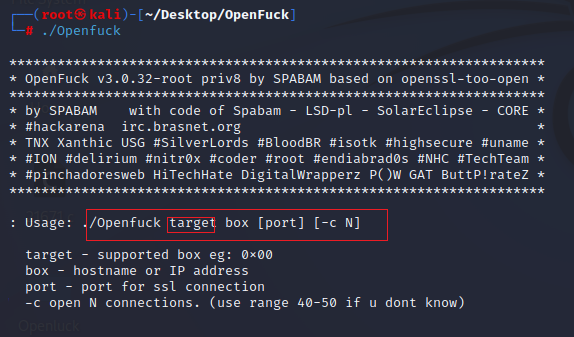 (root㉿kali)-[~/Desktop/OpenFuck]
# ./Openfuck
*******************************************************************
* OpenFuck v3.0.32-root priv8 by SPABAM based on openssl-too-open *
*******************************************************************
* by SPABAM    with code of Spabam - LSD-pl - SolarEclipse - CORE *
* #hackarena  irc.brasnet.org                                     *
* TNX Xanthic USG #SilverLords #BloodBR #isotk #highsecure #uname *
* #ION #delirium #nitr0x #coder #root #endiabrad0s #NHC #TechTeam *
* #pinchadoresweb HiTechHate DigitalWrapperz P()W GAT ButtP!rateZ *
*******************************************************************
: Usage: ./Openfuck target box [port] [-c N]
target - supported box eg: 0×00
box - hostname or IP address
port - port for ssl connection
-c open N connections. (use range 40-50 if u dont know)
Openfuck